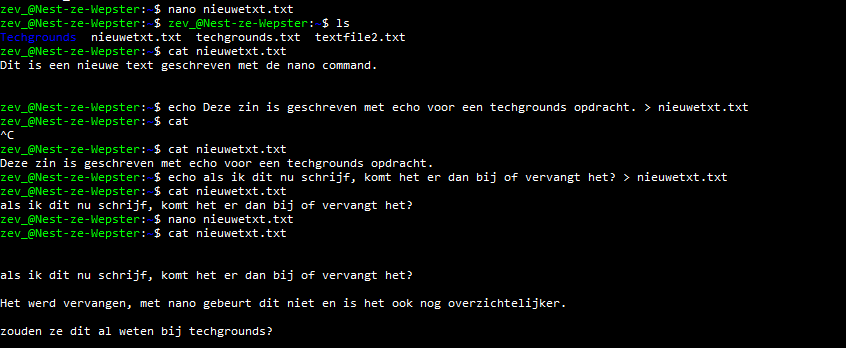 zev_@Nest-ze-Wepster:~$ nano nieuwetxt.txt
zev_@Nest-ze-Wepster:~$ zev_@Nest-ze-Wepster:~$ ls
Techgrounds  nieuwetxt.txt  techgrounds.txt  textfile2.txt
zev_@Nest-ze-Wepster:~$ cat nieuwetxt.txt
Dit is een nieuwe text geschreven met de nano command.
zev_@Nest-ze-Wepster:~$ echo Deze zin is geschreven met echo voor een techgrounds opdracht. > nieuwetxt.txt
zev_@Nest-ze-Wepster:~$ cat
^C
zev_@Nest-ze-Wepster:~$ cat nieuwetxt.txt
Deze zin is geschreven met echo voor een techgrounds opdracht.
zev_@Nest-ze-Wepster:~$ echo als ik dit nu schrijf, komt het er dan bij of vervangt het? > nieuwetxt.txt
zev_@Nest-ze-Wepster:~$ cat nieuwetxt.txt
als ik dit nu schrijf, komt het er dan bij of vervangt het?
zev_@Nest-ze-Wepster:~$ nano nieuwetxt.txt
zev_@Nest-ze-Wepster:~$ cat nieuwetxt.txt
als ik dit nu schrijf, komt het er dan bij of vervangt het?
Het werd vervangen, met nano gebeurt dit niet en is het ook nog overzichtelijker.
zouden ze dit al weten bij techgrounds?